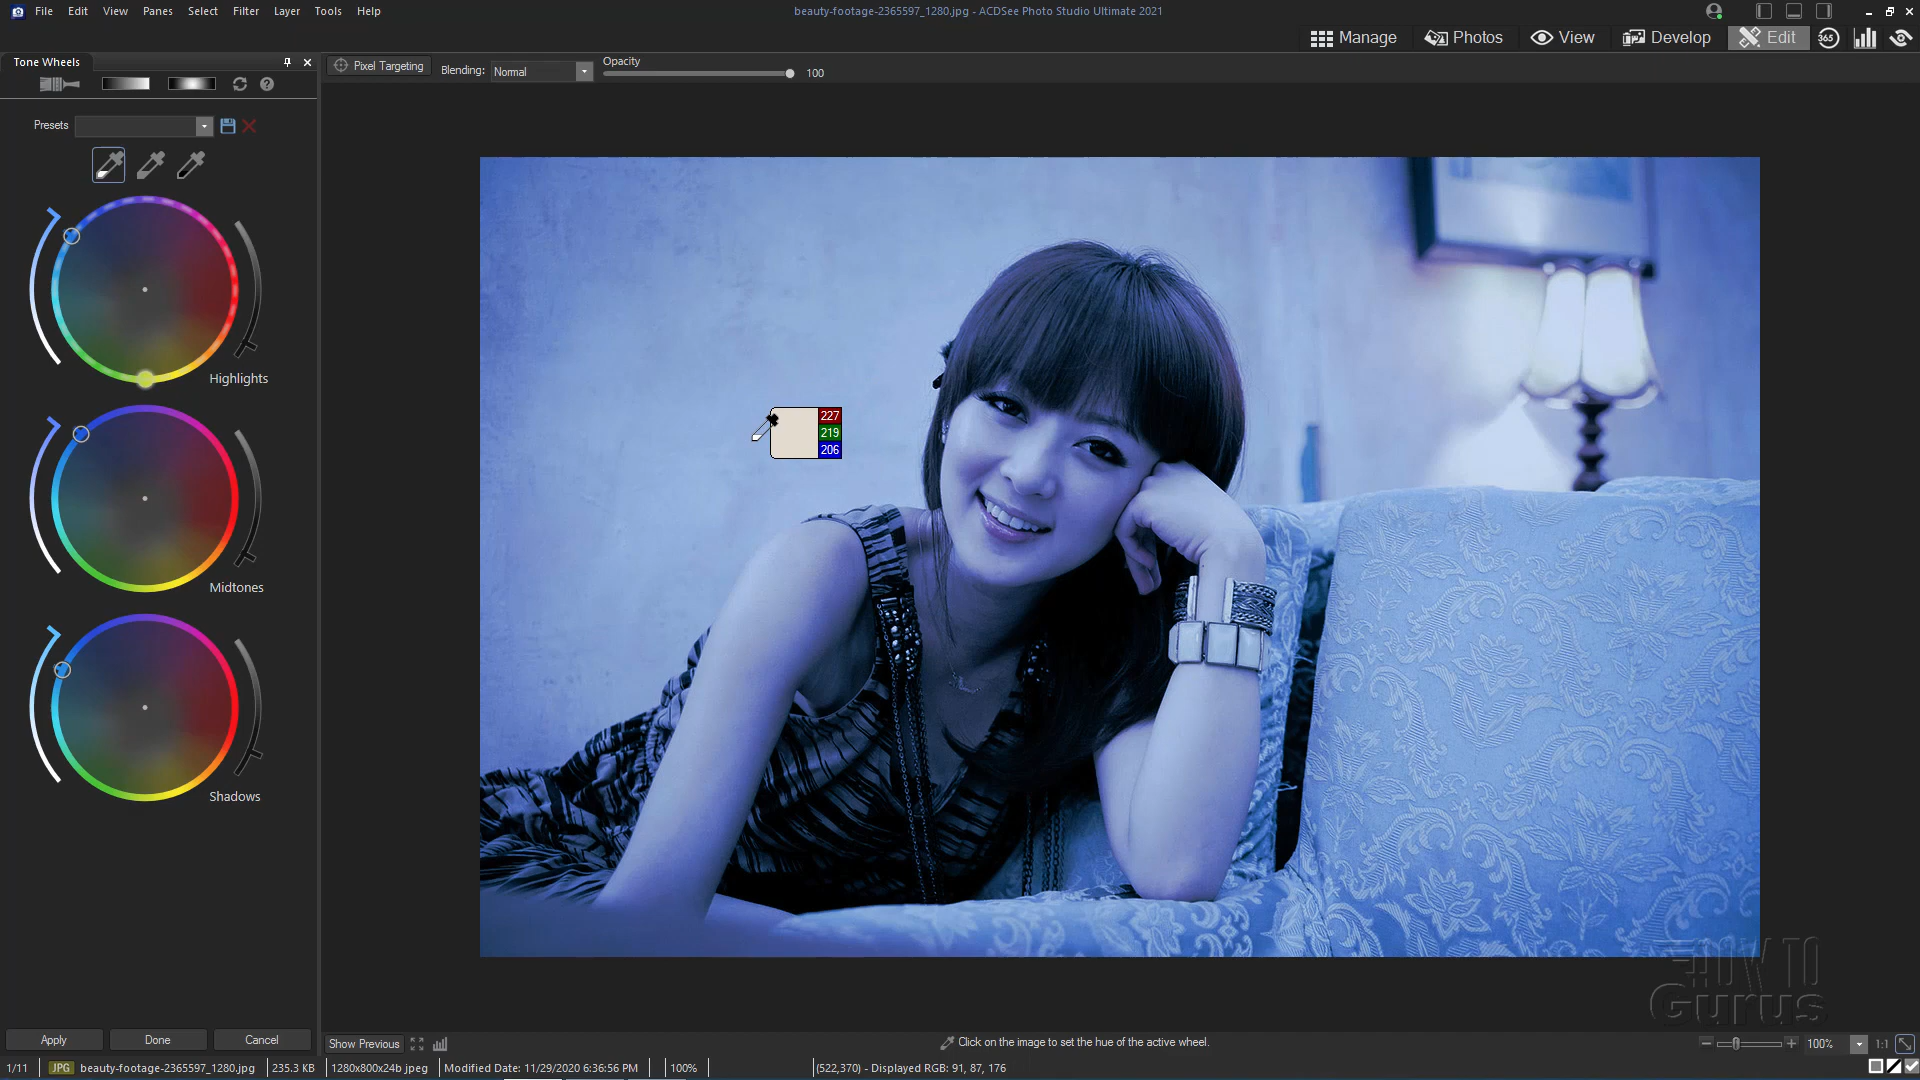 File Edit View Panes Select Filter Layer Tools Help
beauty-footage-2365597_1280.jpg - ACDSee Photo Studio Ultimate 2021
Manage Photos View Develop Edit 365
Tone Wheels
Pixel Targeting Blending: Normal Opacity 100
Presets
Highlights
227
219
206
Midtones
Shadows
HOW TO
Gurus
Apply Done Cancel
Show Previous
Click on the image to set the hue of the active wheel.
100% 1:1
1/11 JPG beauty-footage-2365597_1280.jpg 235.3 KB 1280x800x24b jpeg Modified Date: 11/29/2020 6:36:56 PM 100% (522,370) - Displayed RGB: 91, 87, 176